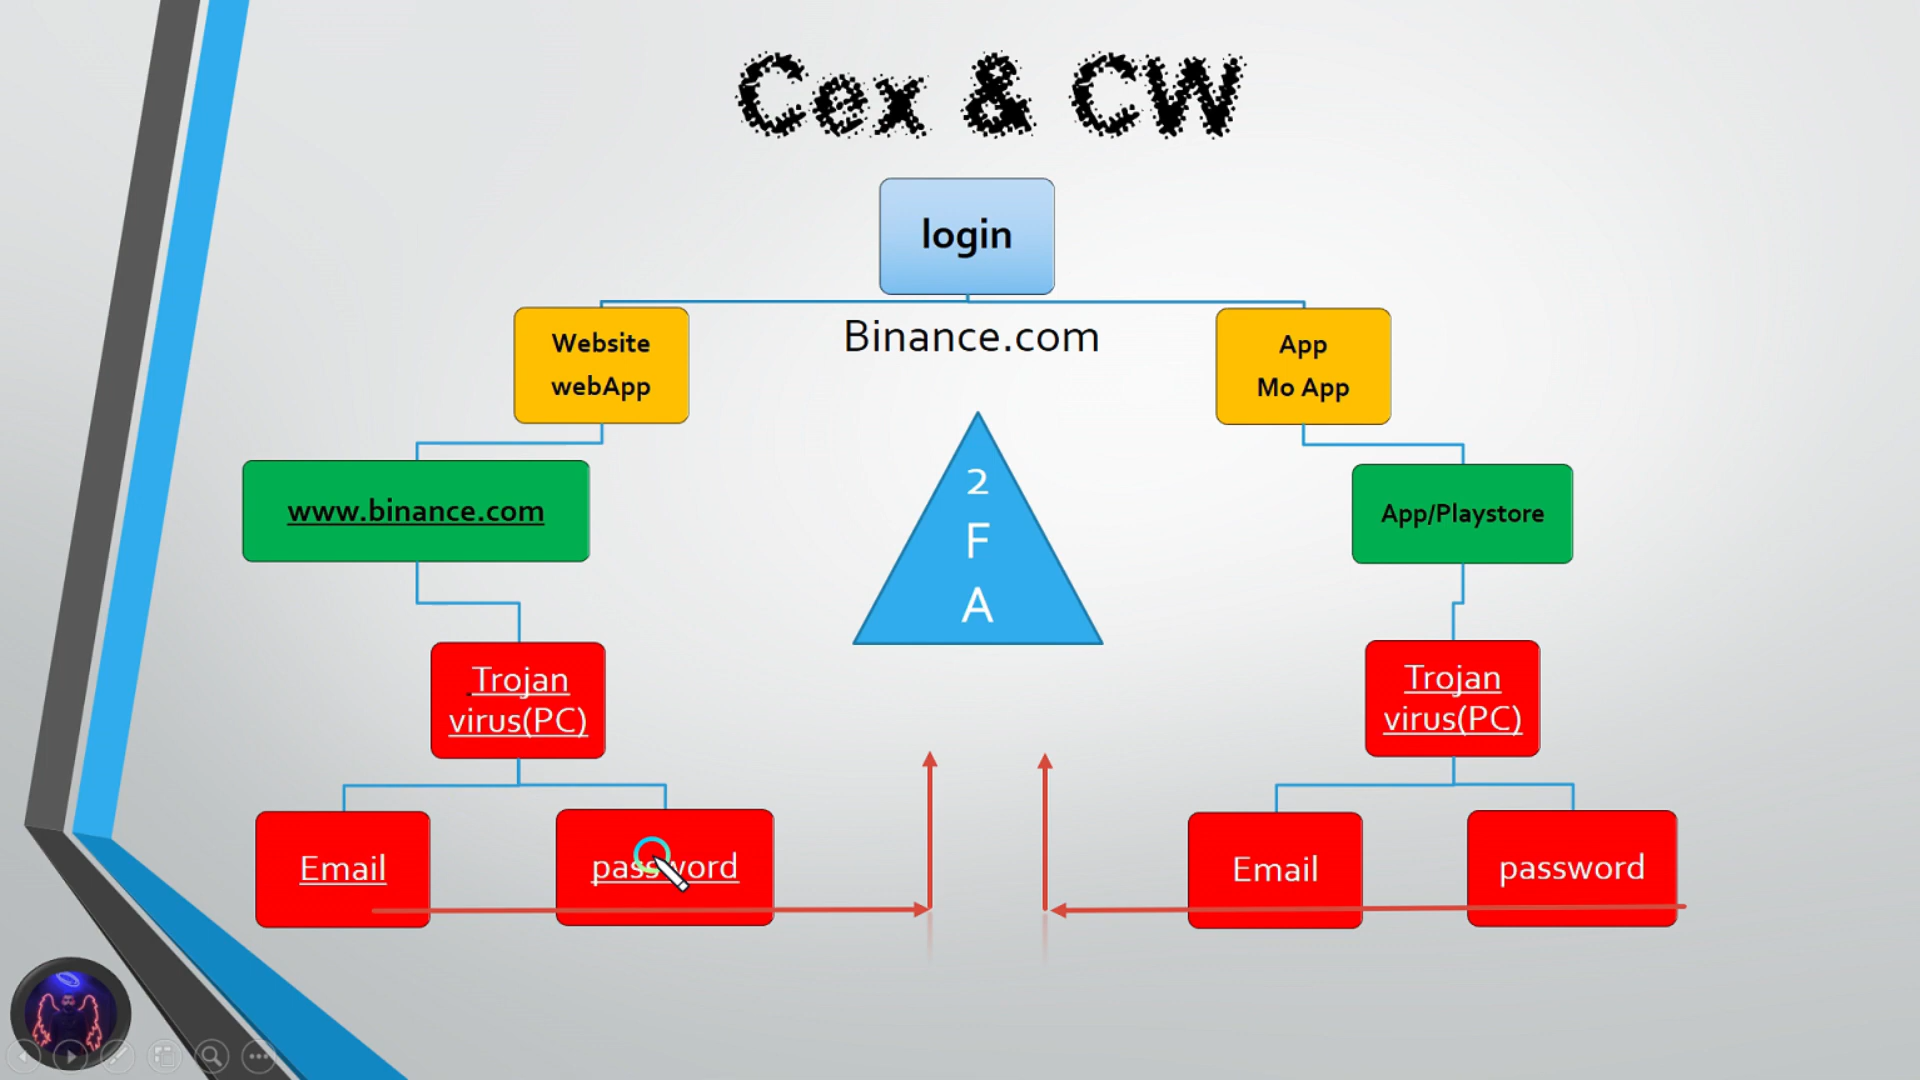 Cex & CW
login
Website
webApp
Binance.com
App
Mo App
www.binance.com
2
F
A
App/Playstore
Trojan
virus(PC)
Trojan
virus(PC)
Email
password
Email
password